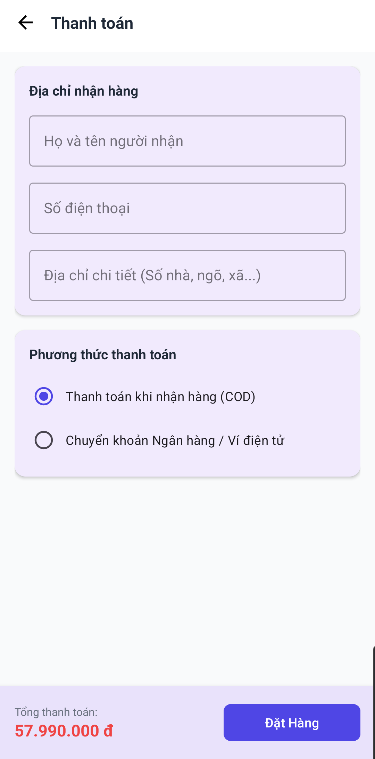 Thanh toán
Địa chỉ nhận hàng
Họ và tên người nhận
Số điện thoại
Địa chỉ chi tiết (Số nhà, ngõ, xã...)
Phương thức thanh toán
Thanh toán khi nhận hàng (COD)
Chuyển khoản Ngân hàng / Ví điện tử
Tổng thanh toán:
57.990.000 đ
Đặt Hàng